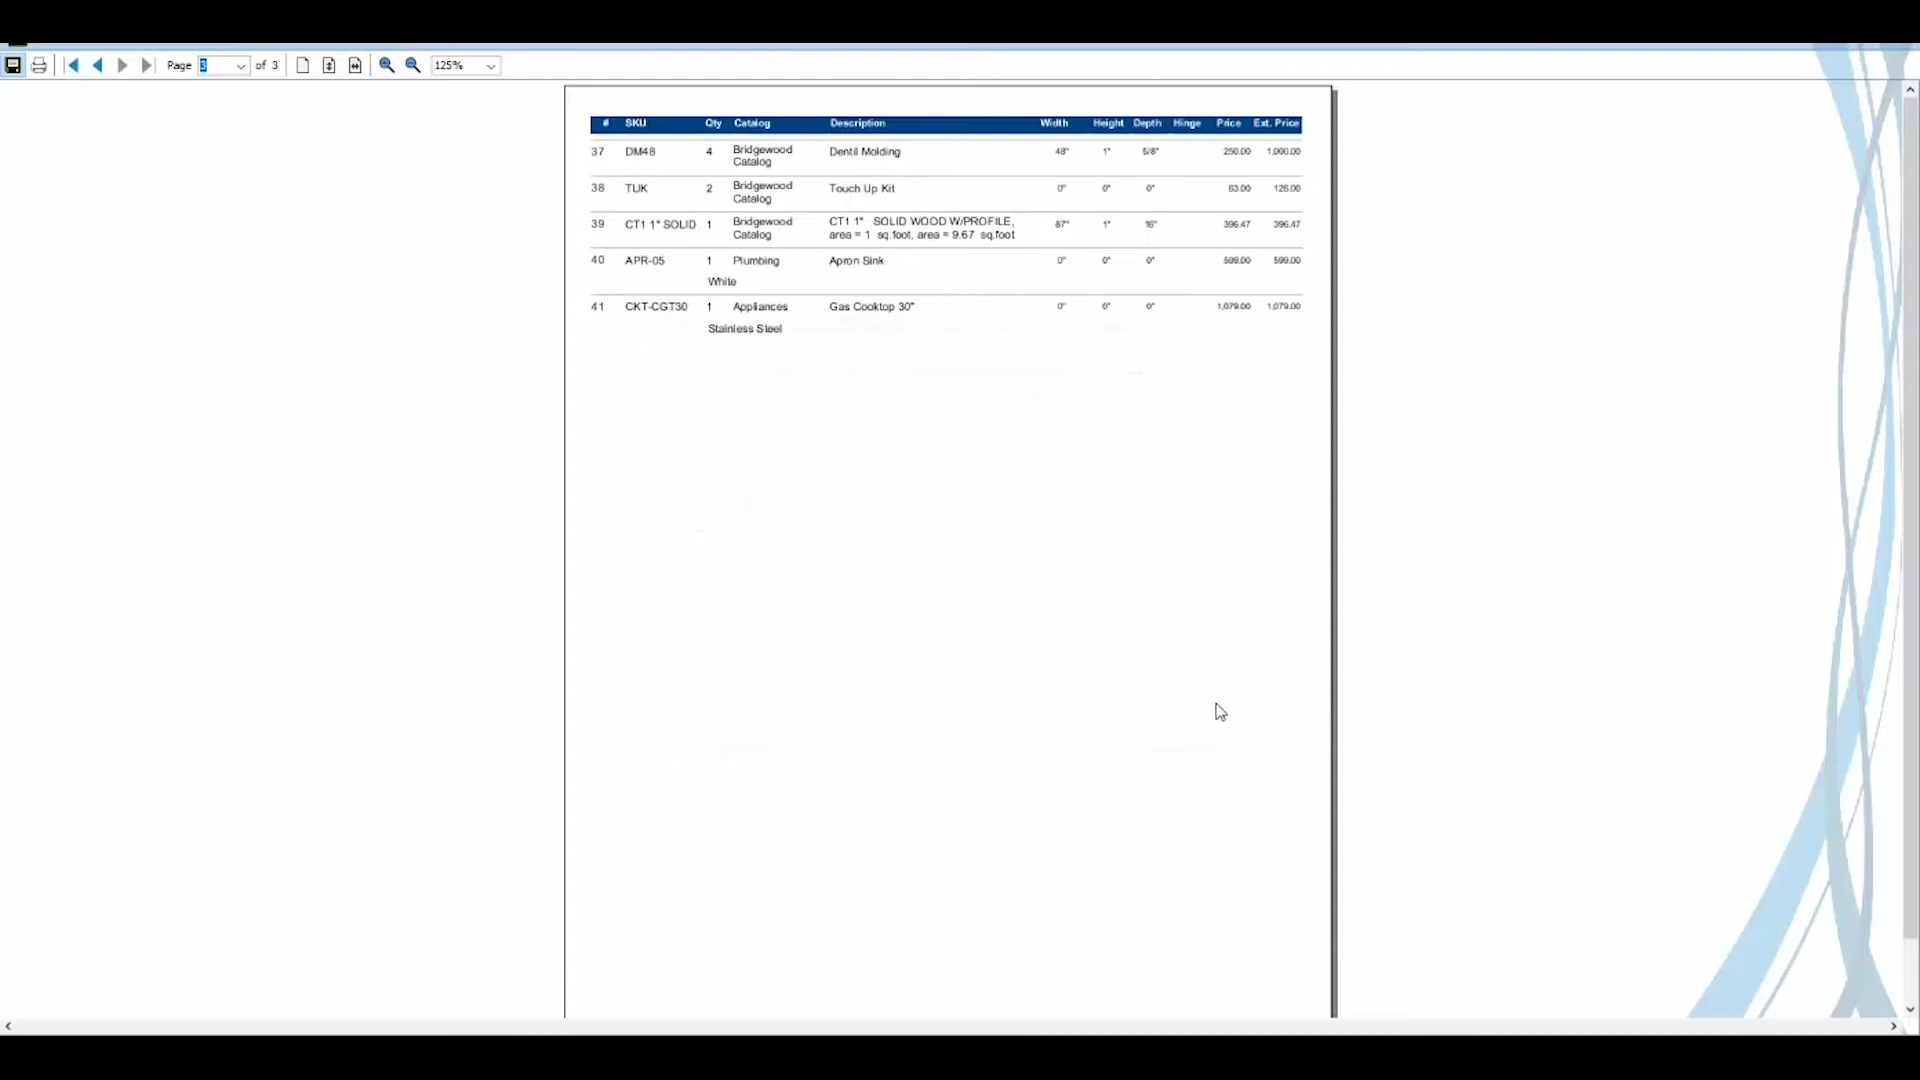 Page 3 of 3 125%
# SKU Qty Catalog Description Width Height Depth Hinge Price Ext. Price
37 DM48 4 Bridgewood Catalog Dentil Molding 48" 1" 5/8" 250.00 1,000.00
38 TUK 2 Bridgewood Catalog Touch Up Kit 0" 0" 0" 63.00 126.00
39 CT1 1" SOLID 1 Bridgewood Catalog CT1 1" SOLID WOOD W/PROFILE, area = 1 sq.foot, area = 9.67 sq.foot 87" 1" 16" 396.47 396.47
40 APR-05 1 Plumbing Apron Sink 0" 0" 0" 599.00 599.00
White
41 CKT-CGT30 1 Appliances Gas Cooktop 30" 0" 0" 0" 1,079.00 1,079.00
Stainless Steel